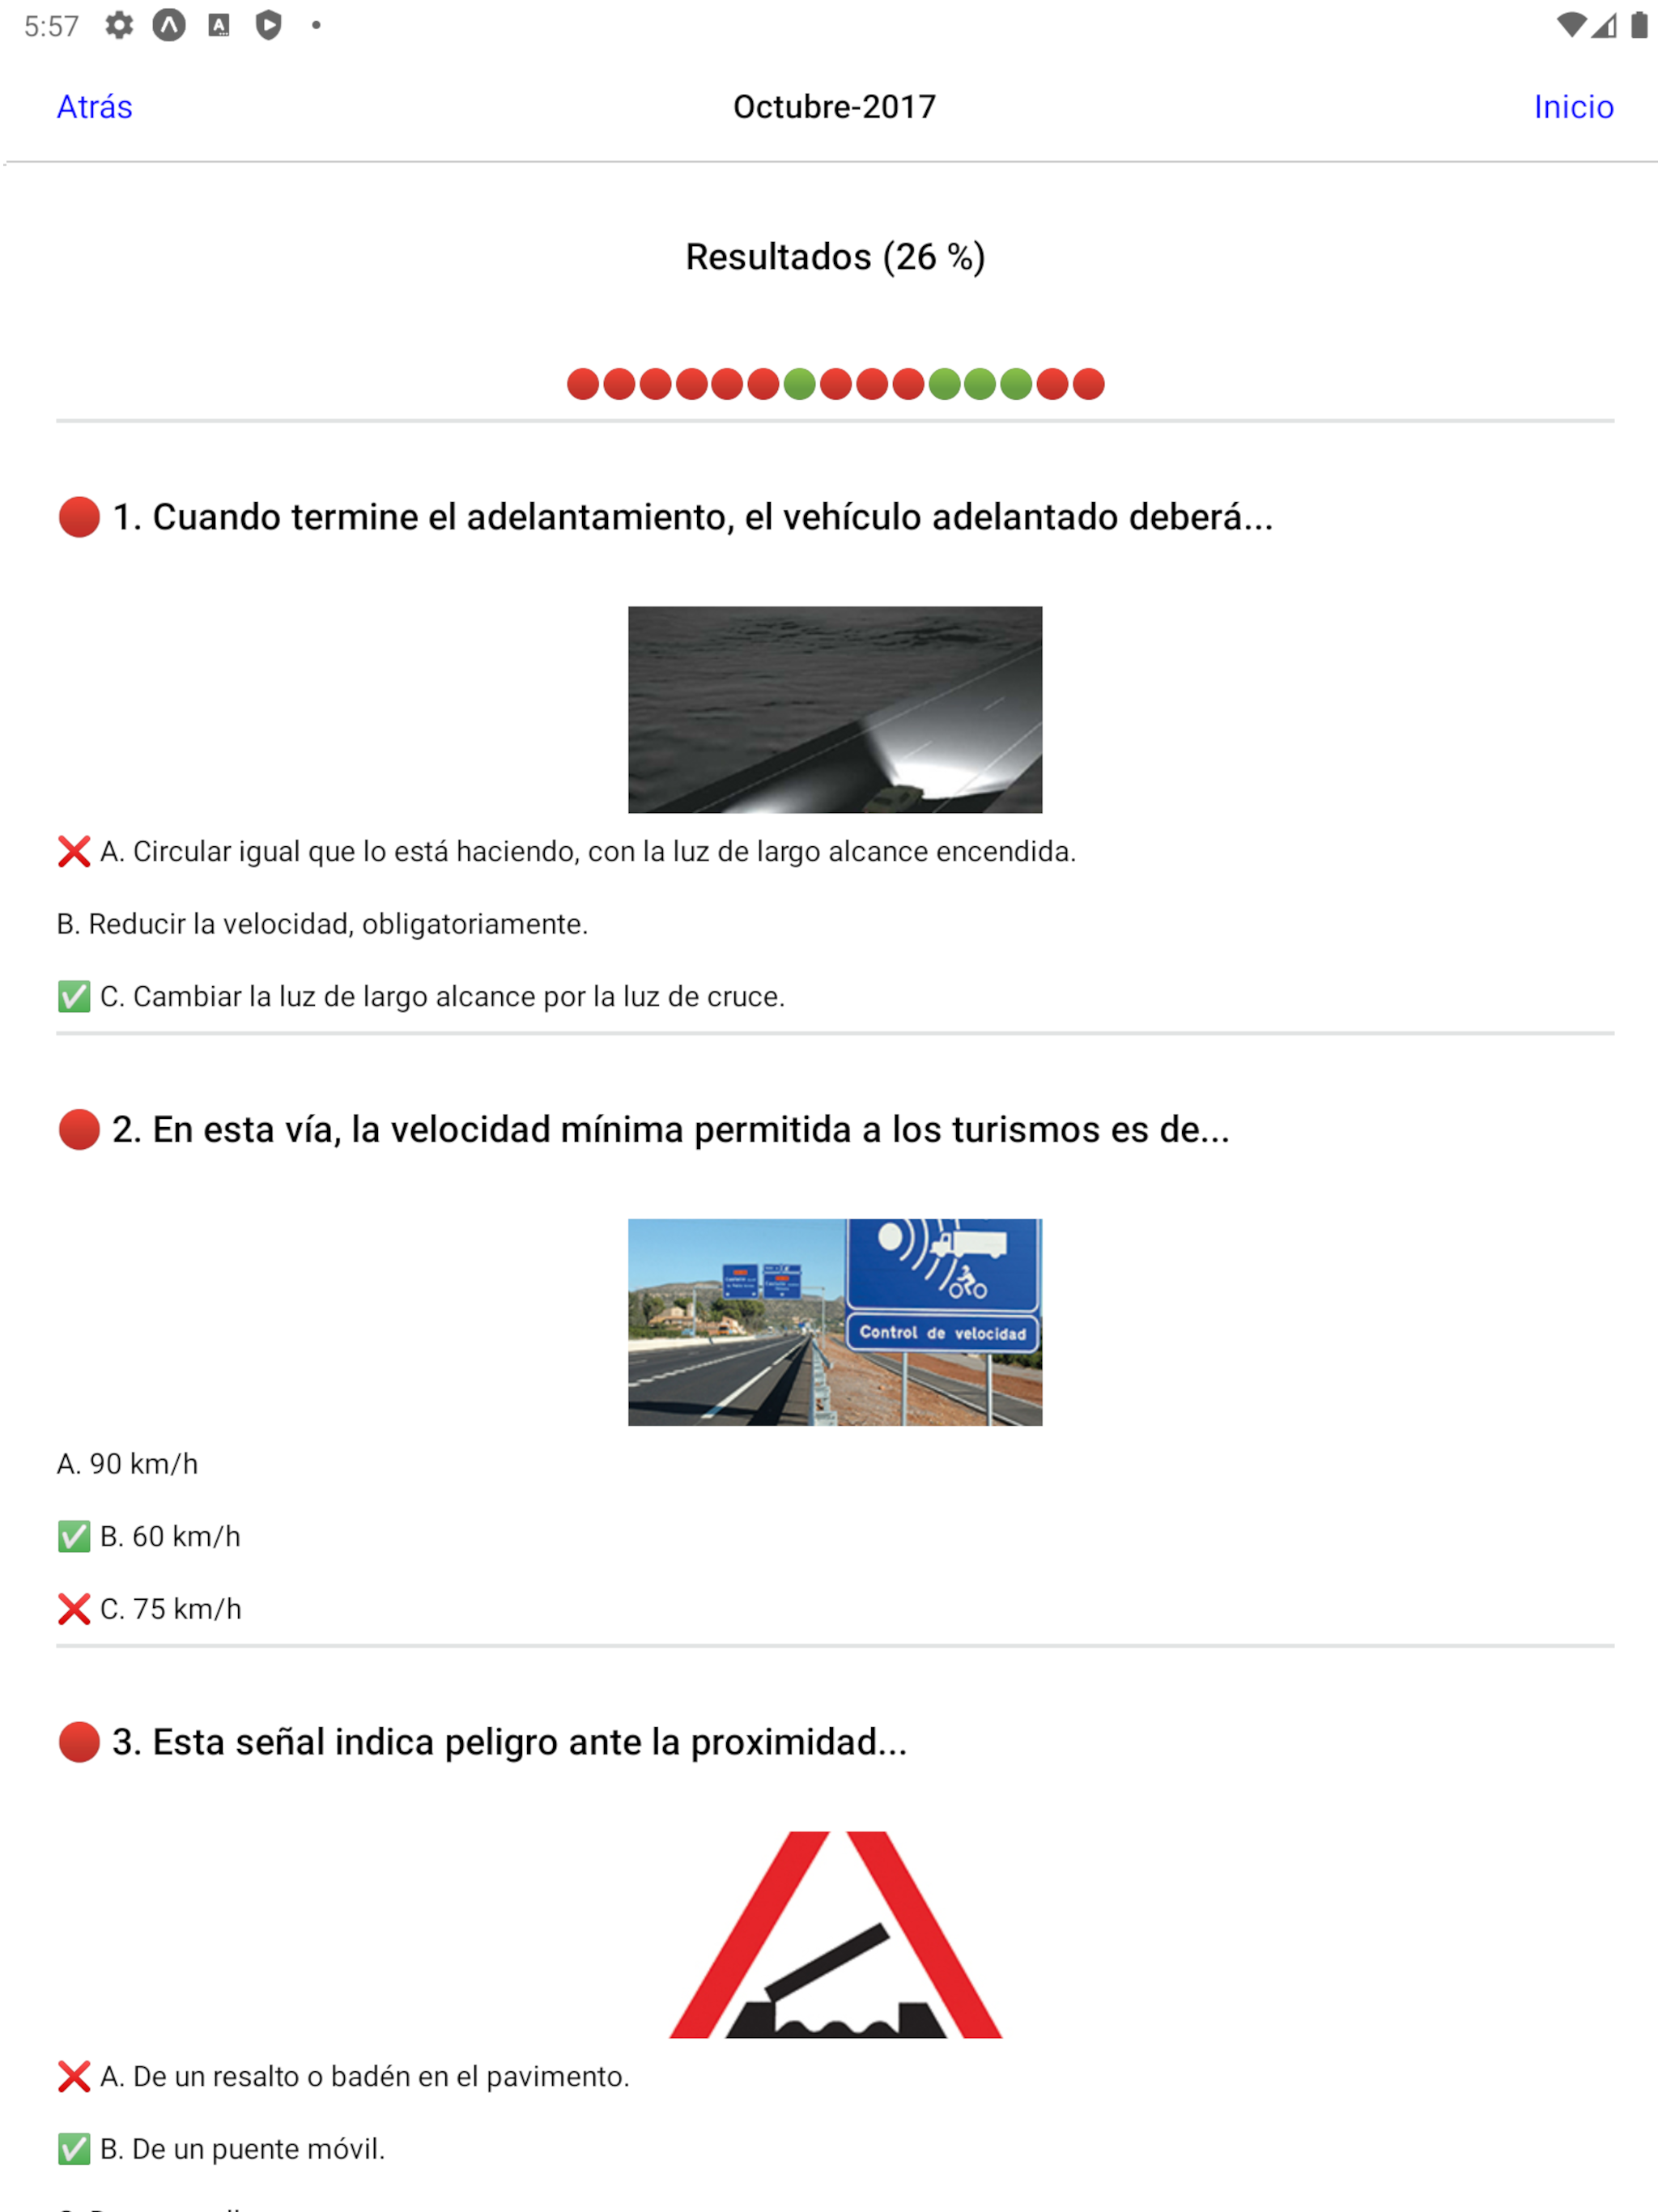 5:57
Atrás
Octubre-2017
Inicio
Resultados (26 %)
1. Cuando termine el adelantamiento, el vehículo adelantado deberá...
A. Circular igual que lo está haciendo, con la luz de largo alcance encendida.
B. Reducir la velocidad, obligatoriamente.
C. Cambiar la luz de largo alcance por la luz de cruce.
2. En esta vía, la velocidad mínima permitida a los turismos es de...
Control de velocidad
A. 90 km/h
B. 60 km/h
C. 75 km/h
3. Esta señal indica peligro ante la proximidad...
A. De un resalto o badén en el pavimento.
B. De un puente móvil.